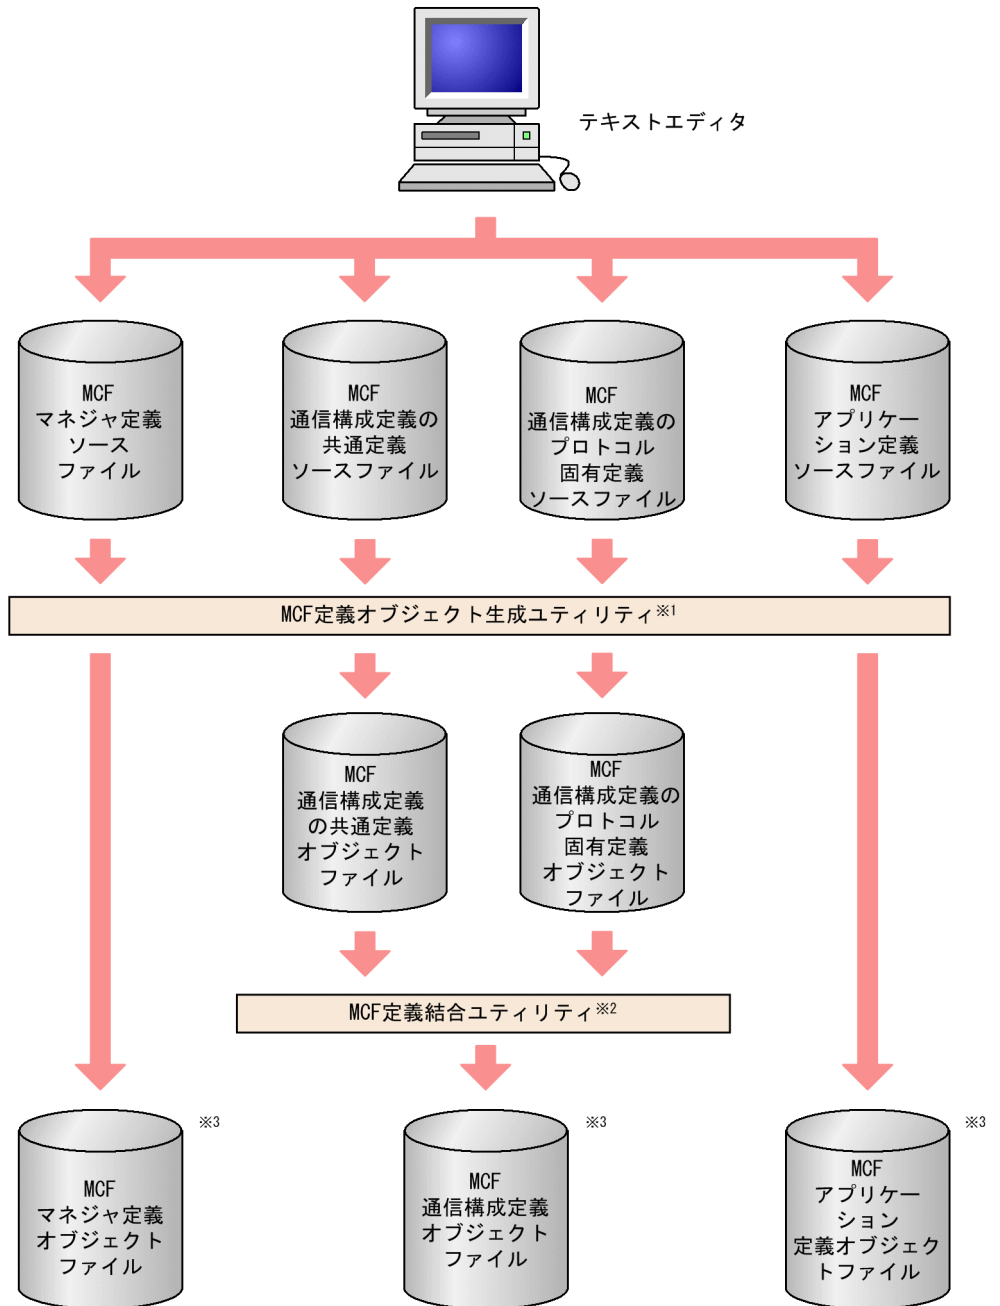 テキストエディタ
MCF
マネジャ定義
ソース
ファイル
MCF
通信構成定義の
共通定義
ソースファイル
MCF
通信構成定義の
プロトコル
固有定義
ソースファイル
MCF
アプリケー
ション定義
ソースファイル
MCF定義オブジェクト生成ユティリティ※1
MCF
通信構成定義
の共通定義
オブジェクト
ファイル
MCF
通信構成定義の
プロトコル
固有定義
オブジェクト
ファイル
MCF定義結合ユティリティ※2
※3
MCF
マネジャ定義
オブジェクト
ファイル
※3
MCF
通信構成定義
オブジェクト
ファイル
※3
MCF
アプリケー
ション
定義オブジェク
トファイル